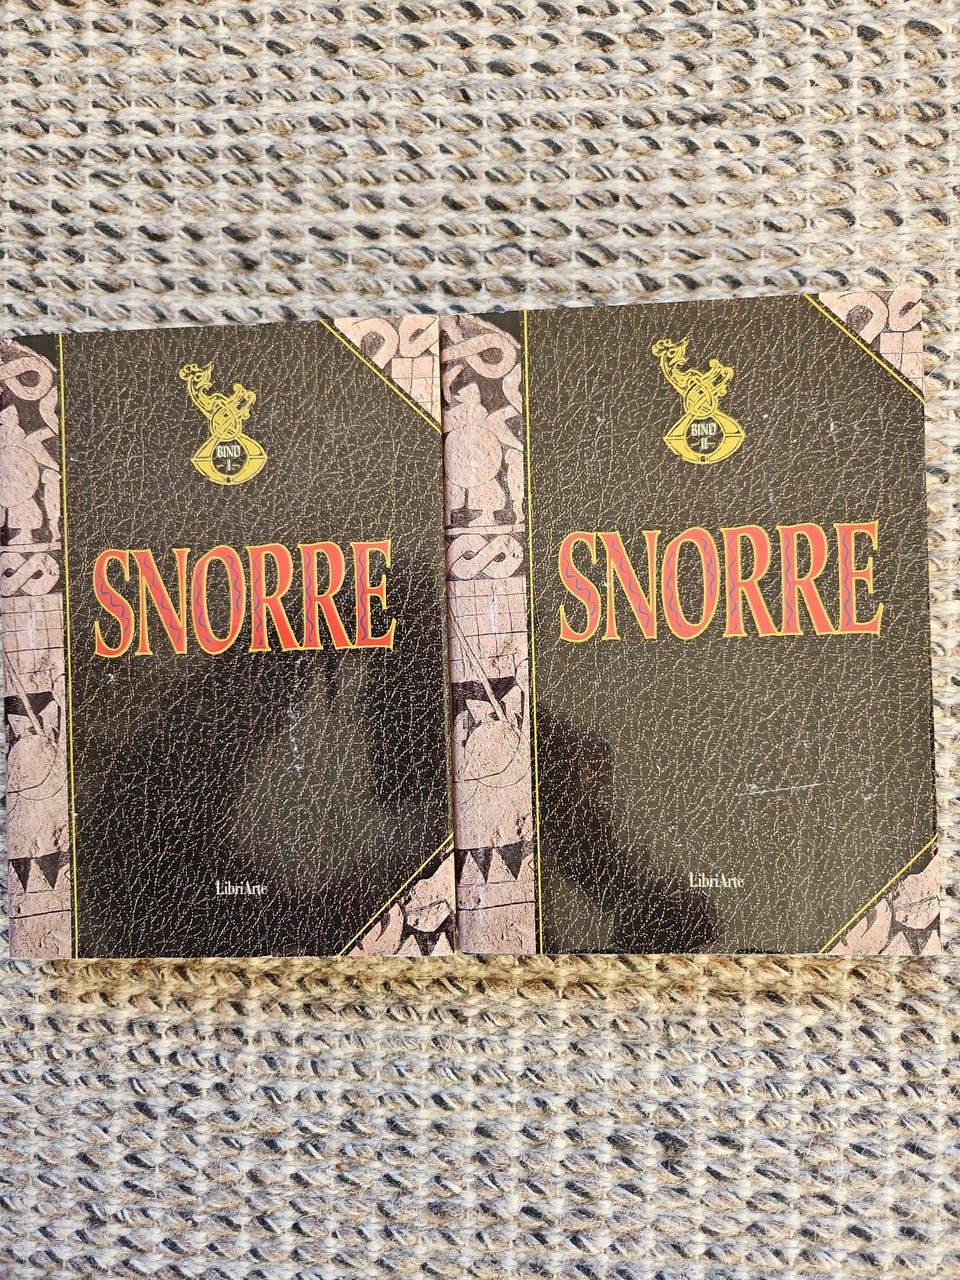 BIND
I
SNORRE
LibriArte
BIND
II
SNORRE
LibriArte